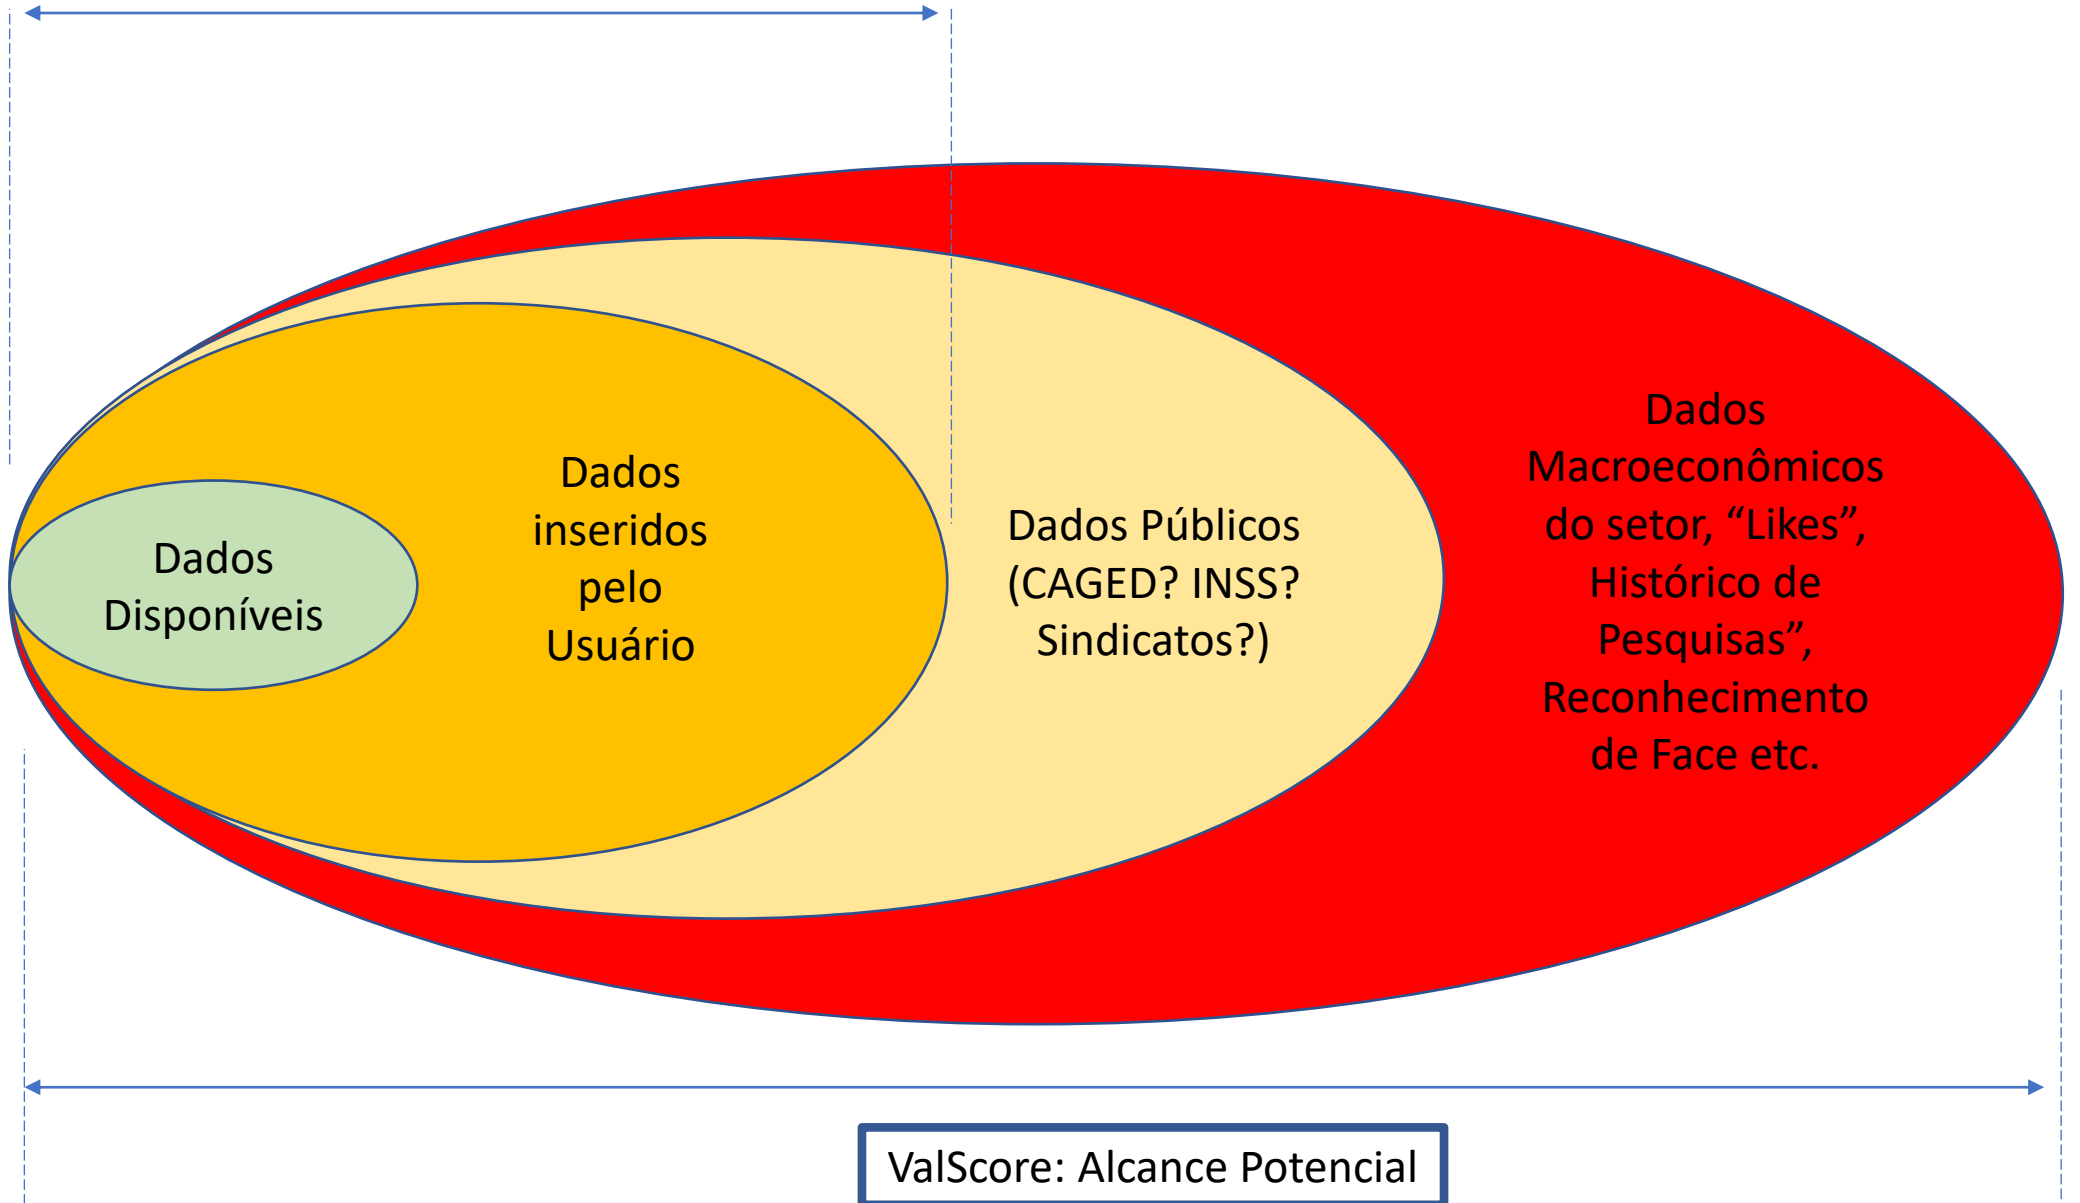 Dados
Disponíveis
Dados
inseridos
pelo
Usuário
Dados Públicos
(CAGED? INSS?
Sindicatos?)
Dados
Macroeconômicos
do setor, “Likes”,
Histórico de
Pesquisas”,
Reconhecimento
de Face etc.
ValScore: Alcance Potencial